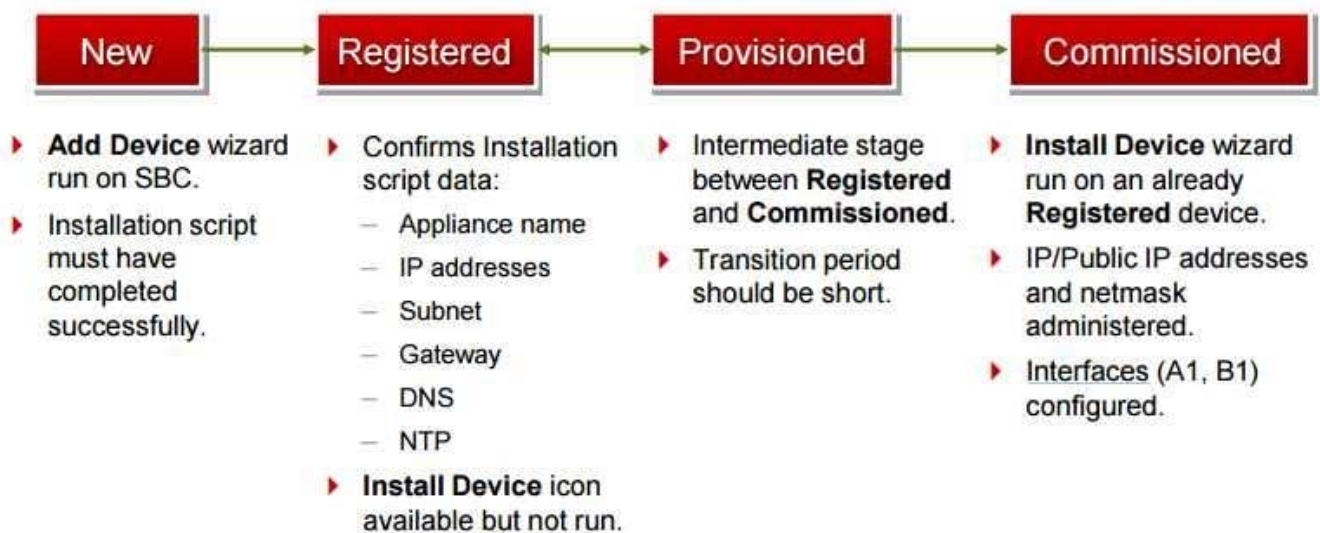 New
Registered
Provisioned
Commissioned
Add Device wizard
run on SBC.
Installation script
must have
completed
successfully.
Confirms Installation
script data:
– Appliance name
– IP addresses
– Subnet
– Gateway
– DNS
– NTP
Install Device icon
available but not run.
Intermediate stage
between Registered
and Commissioned.
Transition period
should be short.
Install Device wizard
run on an already
Registered device.
IP/Public IP addresses
and netmask
administered.
Interfaces (A1, B1)
configured.